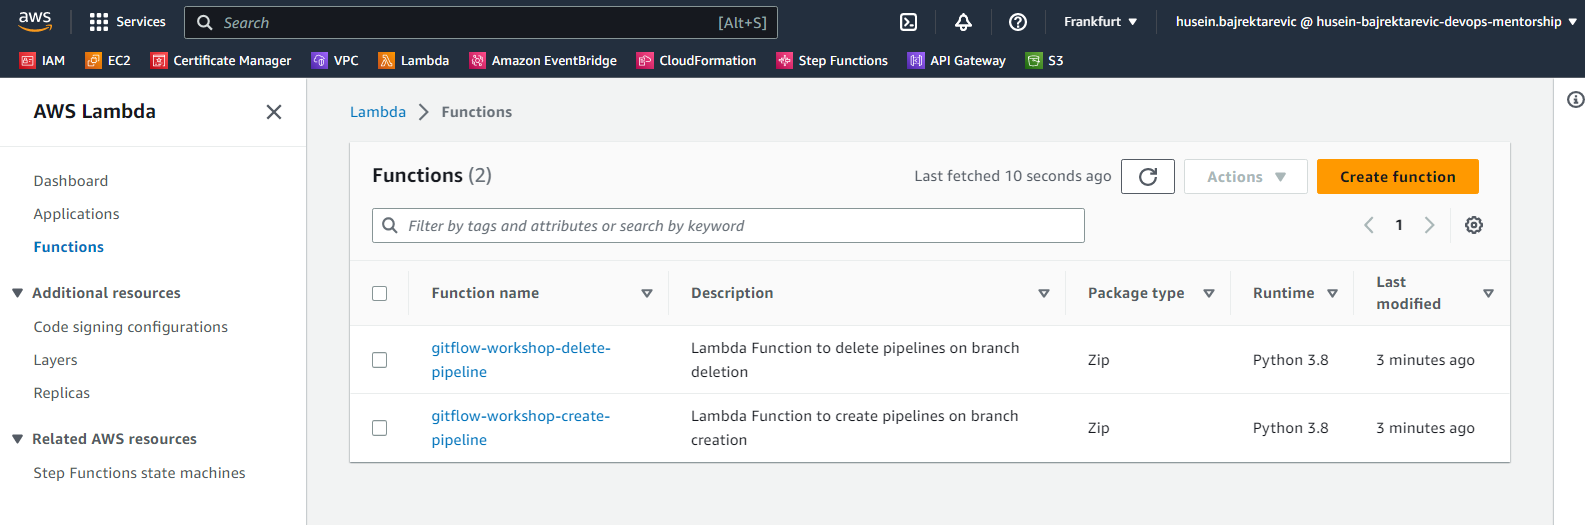 aws
Services
Search
[Alt+S]
Frankfurt
husein.bajrektarevic @ husein-bajrektarevic-devops-mentorship
IAM
EC2
Certificate Manager
VPC
Lambda
Amazon EventBridge
CloudFormation
Step Functions
API Gateway
S3
AWS Lambda
Dashboard
Applications
Functions
Additional resources
Code signing configurations
Layers
Replicas
Related AWS resources
Step Functions state machines
Lambda > Functions
Functions (2)
Last fetched 10 seconds ago
Actions
Create function
Filter by tags and attributes or search by keyword
1
Function name
Description
Package type
Runtime
Last
modified
gitflow-workshop-delete-
pipeline
Lambda Function to delete pipelines on branch
deletion
Zip
Python 3.8
3 minutes ago
gitflow-workshop-create-
pipeline
Lambda Function to create pipelines on branch
creation
Zip
Python 3.8
3 minutes ago